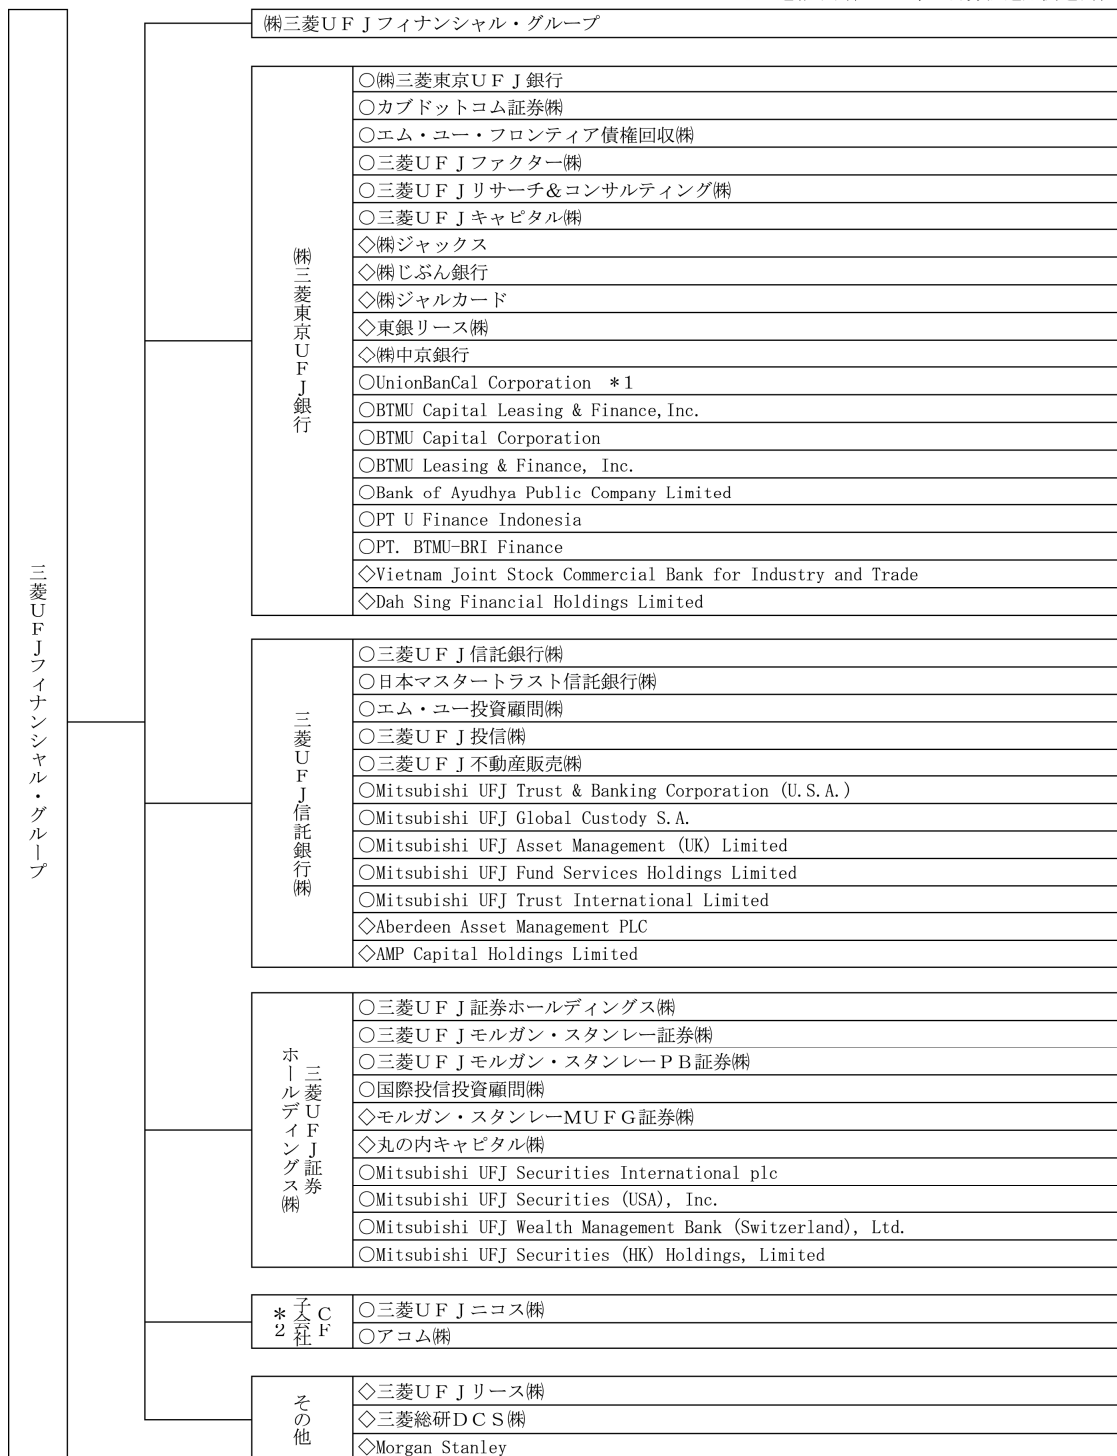 ㈱三菱ＵＦＪフィナンシャル・グループ
三菱ＵＦＪフィナンシャル・グループ
㈱三菱東京ＵＦＪ銀行
○㈱三菱東京ＵＦＪ銀行
○カブドットコム証券㈱
○エム・ユー・フロンティア債権回収㈱
○三菱ＵＦＪファクター㈱
○三菱ＵＦＪリサーチ＆コンサルティング㈱
○三菱ＵＦＪキャピタル㈱
◇㈱ジャックス
◇㈱じぶん銀行
◇㈱ジャルカード
◇東銀リース㈱
◇㈱中京銀行
○UnionBanCal Corporation ＊1
○BTMU Capital Leasing & Finance,Inc.
○BTMU Capital Corporation
○BTMU Leasing & Finance, Inc.
○Bank of Ayudhya Public Company Limited
○PT U Finance Indonesia
○PT. BTMU-BRI Finance
◇Vietnam Joint Stock Commercial Bank for Industry and Trade
◇Dah Sing Financial Holdings Limited
三菱ＵＦＪ信託銀行㈱
○三菱ＵＦＪ信託銀行㈱
○日本マスタートラスト信託銀行㈱
○エム・ユー投資顧問㈱
○三菱ＵＦＪ投信㈱
○三菱ＵＦＪ不動産販売㈱
○Mitsubishi UFJ Trust & Banking Corporation (U.S.A.)
○Mitsubishi UFJ Global Custody S.A.
○Mitsubishi UFJ Asset Management (UK) Limited
○Mitsubishi UFJ Fund Services Holdings Limited
○Mitsubishi UFJ Trust International Limited
◇Aberdeen Asset Management PLC
◇AMP Capital Holdings Limited
三菱ＵＦＪ証券
ホールディングス㈱
○三菱ＵＦＪ証券ホールディングス㈱
○三菱ＵＦＪモルガン・スタンレー証券㈱
○三菱ＵＦＪモルガン・スタンレーＰＢ証券㈱
○国際投信投資顧問㈱
◇モルガン・スタンレーＭＵＦＧ証券㈱
◇丸の内キャピタル㈱
○Mitsubishi UFJ Securities International plc
○Mitsubishi UFJ Securities (USA), Inc.
○Mitsubishi UFJ Wealth Management Bank (Switzerland), Ltd.
○Mitsubishi UFJ Securities (HK) Holdings, Limited
ＣＦ
子会社
＊2
○三菱ＵＦＪニコス㈱
○アコム㈱
その他
◇三菱ＵＦＪリース㈱
◇三菱総研ＤＣＳ㈱
◇Morgan Stanley